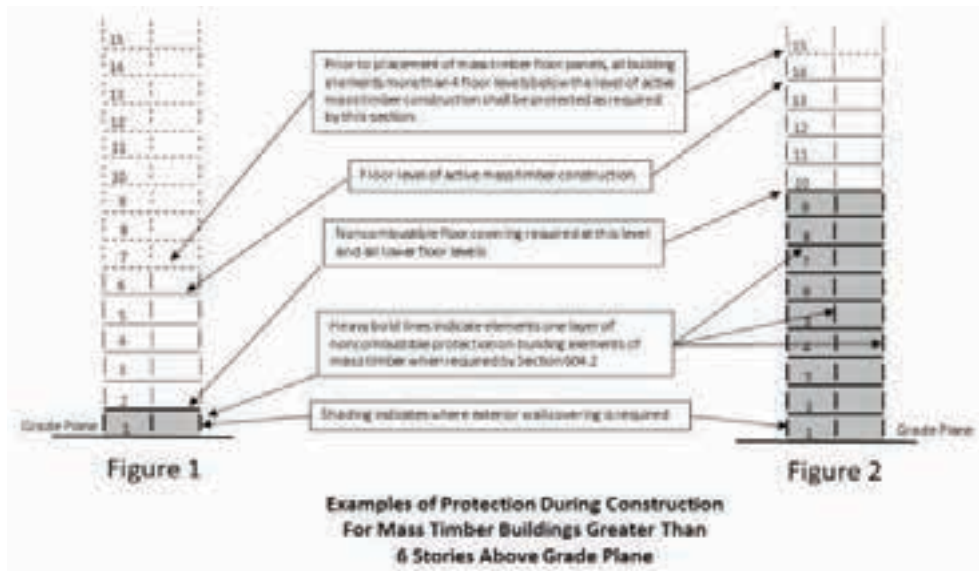 15
14
13
12
11
10
9
8
7
6
5
4
3
2
1
Grade Plane
Figure 1
Prior to placement of mass timber floor panels, all building
elements more than 4 floor levels below the level of active
mass timber construction shall be protected as required
by this section
Floor level of active mass timber construction
Noncombustible floor covering required at this level
and all lower floor levels
Heavy bold lines indicate elements one layer of
noncombustible protection on building elements of
mass timber when required by Section 604.2
Shading indicates where exterior wall covering is required
15
14
13
12
11
10
9
8
7
6
5
4
3
2
1
Grade Plane
Figure 2
Examples of Protection During Construction
For Mass Timber Buildings Greater Than
6 Stories Above Grade Plane